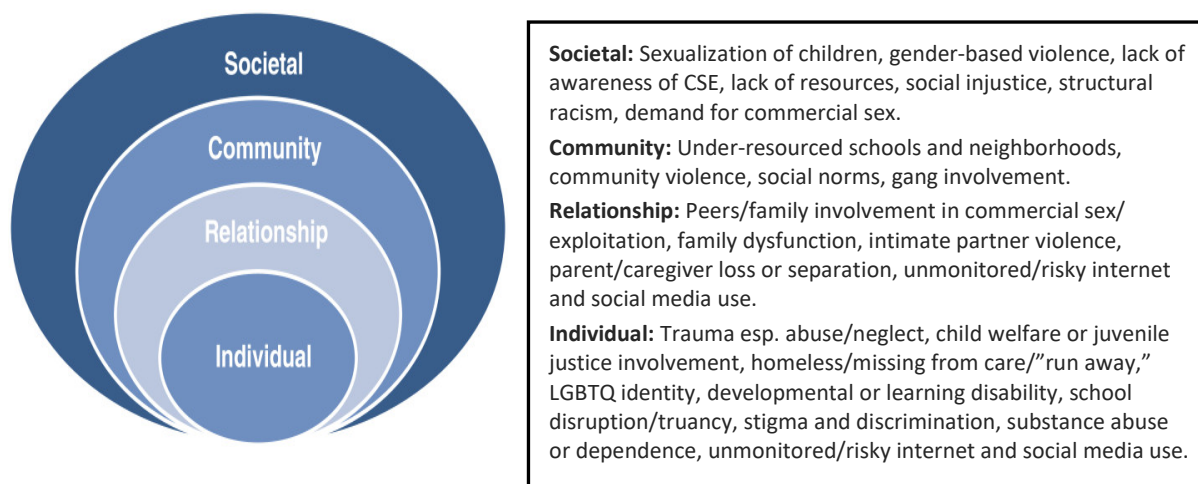 Societal
Community
Relationship
Individual
Societal: Sexualization of children, gender-based violence, lack of
awareness of CSE, lack of resources, social injustice, structural
racism, demand for commercial sex.
Community: Under-resourced schools and neighborhoods,
community violence, social norms, gang involvement.
Relationship: Peers/family involvement in commercial sex/
exploitation, family dysfunction, intimate partner violence,
parent/caregiver loss or separation, unmonitored/risky internet
and social media use.
Individual: Trauma esp. abuse/neglect, child welfare or juvenile
justice involvement, homeless/missing from care/”run away,”
LGBTQ identity, developmental or learning disability, school
disruption/truancy, stigma and discrimination, substance abuse
or dependence, unmonitored/risky internet and social media use.